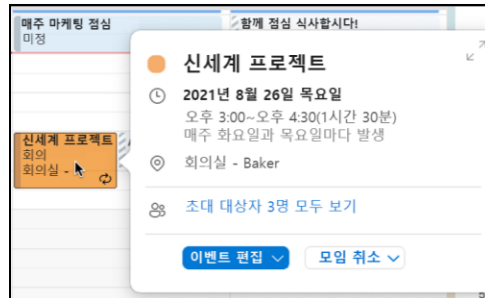 매주 마케팅 점심
미정
함께 점심 식사합시다!
신세계 프로젝트
2021년 8월 26일 목요일
오후 3:00~오후 4:30(1시간 30분)
매주 화요일과 목요일마다 발생
회의실 - Baker
초대 대상자 3명 모두 보기
이벤트 편집
모임 취소
신세계 프로젝트
회의
회의실 -